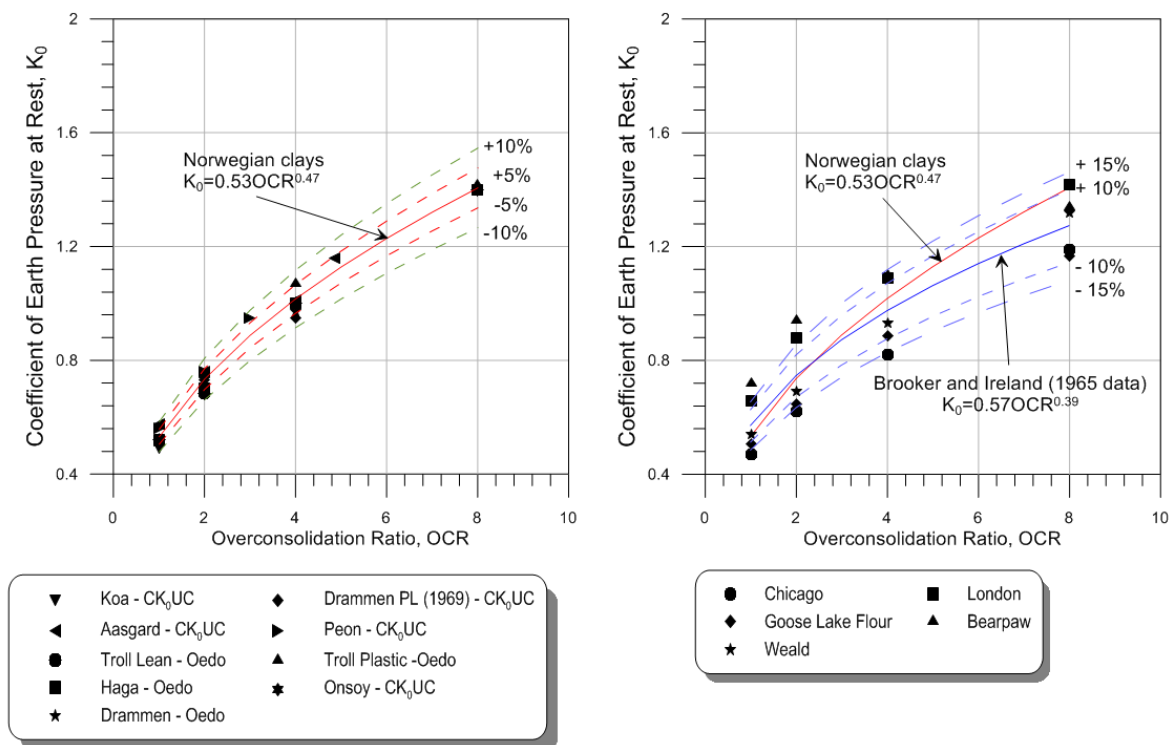 2
1.6
1.2
0.8
0.4
Coefficient of Earth Pressure at Rest, K₀
Norwegian clays
K₀=0.53OCR⁰·⁴⁷
+10%
+5%
-5%
-10%
0 2 4 6 8 10
Overconsolidation Ratio, OCR
2
1.6
1.2
0.8
0.4
Coefficient of Earth Pressure at Rest, K₀
Norwegian clays
K₀=0.53OCR⁰·⁴⁷
+ 15%
+ 10%
- 10%
- 15%
Brooker and Ireland (1965 data)
K₀=0.57OCR⁰·³⁹
0 2 4 6 8 10
Overconsolidation Ratio, OCR
Koa - CK₀UC
Aasgard - CK₀UC
Troll Lean - Oedo
Haga - Oedo
Drammen - Oedo
Drammen PL (1969) - CK₀UC
Peon - CK₀UC
Troll Plastic -Oedo
Onsoy - CK₀UC
Chicago
Goose Lake Flour
Weald
London
Bearpaw